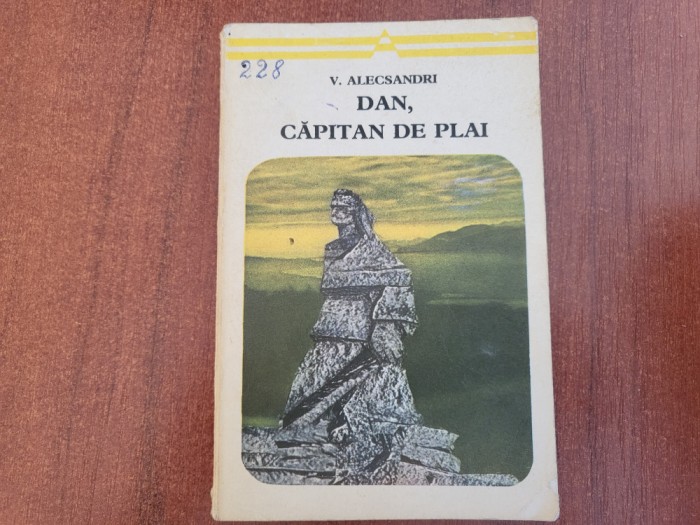 228
V. ALECSANDRI
DAN,
CĂPITAN DE PLAI